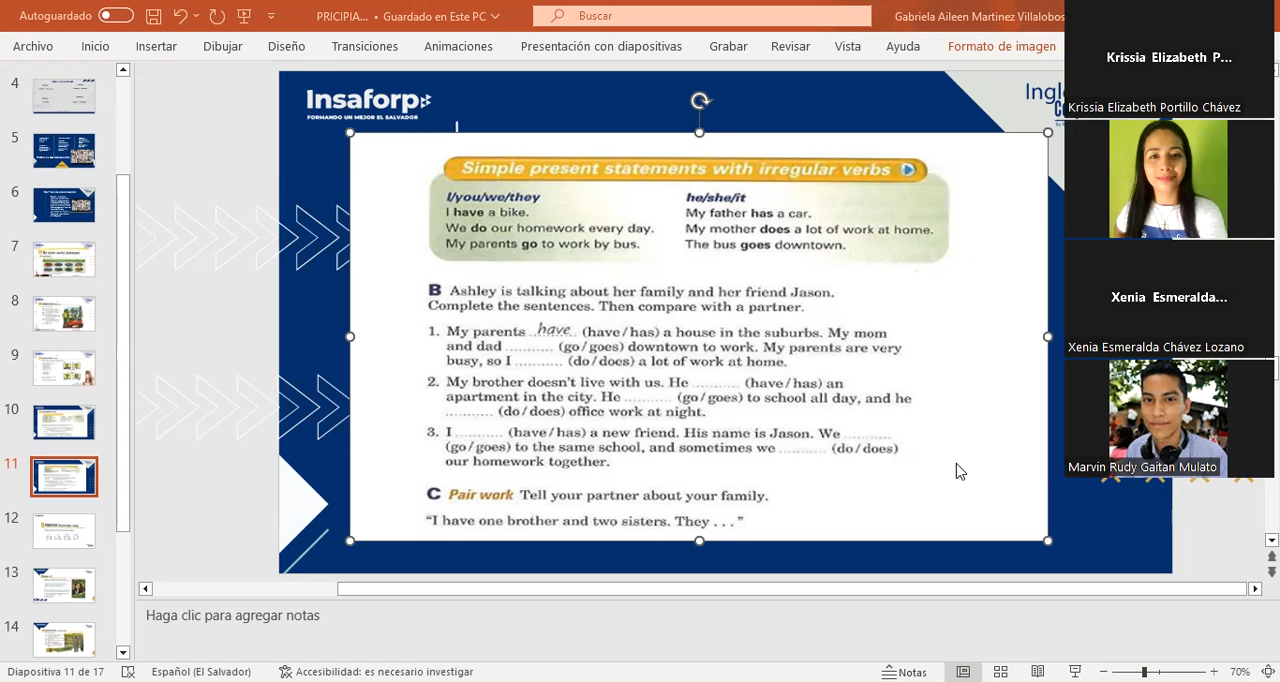 Autoguardado
PRICIPIA... • Guardado en Este PC
Buscar
Gabriela Aileen Martinez Villalobos
Archivo Inicio Insertar Dibujar Diseño Transiciones Animaciones Presentación con diapositivas Grabar Revisar Vista Ayuda Formato de imagen
4
5
6
7
8
9
10
11
12
13
14
Insaforp
FORMANDO UN MEJOR EL SALVADOR
Simple present statements with irregular verbs
I/you/we/they
I have a bike.
We do our homework every day.
My parents go to work by bus.
he/she/it
My father has a car.
My mother does a lot of work at home.
The bus goes downtown.
B Ashley is talking about her family and her friend Jason.
Complete the sentences. Then compare with a partner.
1. My parents have (have/has) a house in the suburbs. My mom
and dad .......... (go/goes) downtown to work. My parents are very
busy, so I .......... (do/does) a lot of work at home.
2. My brother doesn't live with us. He .......... (have/has) an
apartment in the city. He .......... (go/goes) to school all day, and he
.......... (do/does) office work at night.
3. I .......... (have/has) a new friend. His name is Jason. We ..........
(go/goes) to the same school, and sometimes we .......... (do/does)
our homework together.
C Pair work Tell your partner about your family.
"I have one brother and two sisters. They . . . "
Krissia Elizabeth P...
Krissia Elizabeth Portillo Chávez
Xenia Esmeralda...
Xenia Esmeralda Chávez Lozano
Marvin Rudy Gaitan Mulato
Haga clic para agregar notas
Diapositiva 11 de 17
Español (El Salvador)
Accesibilidad: es necesario investigar
Notas
70%